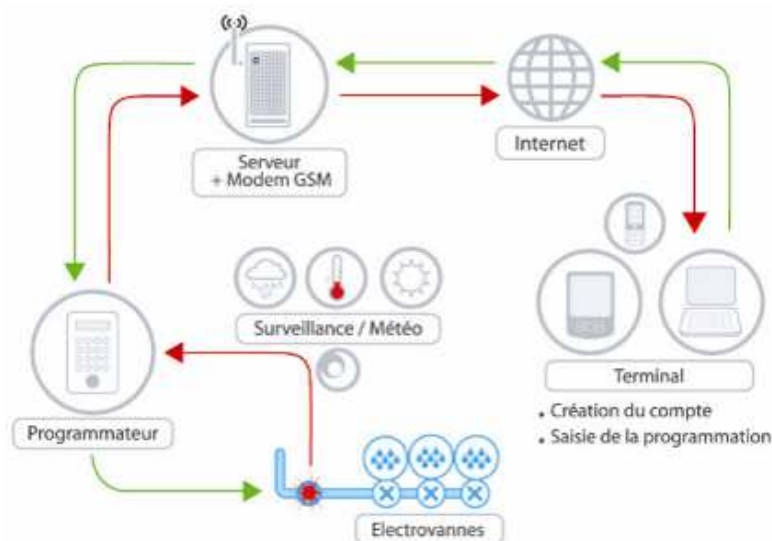 Serveur
+ Modem GSM
Internet
Surveillance / Météo
Terminal
• Création du compte
• Saisie de la programmation
Programmateur
Electrovannes